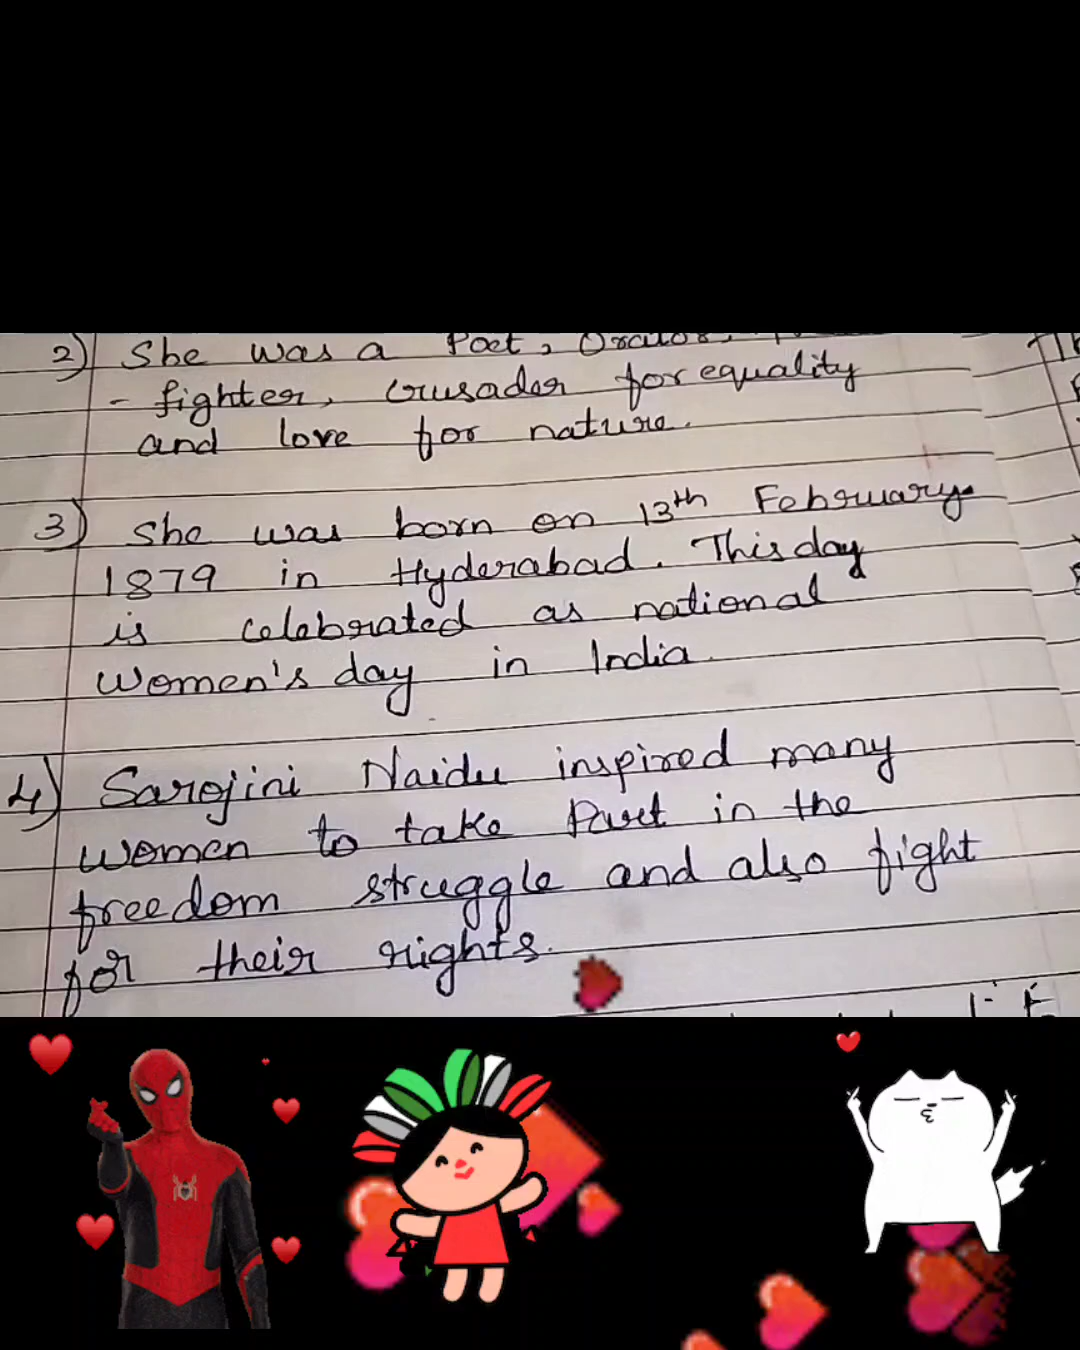 2) She was a Poet, Orator,
- fighter, Crusader for equality
and love for nature.
3) She was born on 13th February
1879 in Hyderabad. This day
is celebrated as national
women's day in India.
4) Sarojini Naidu inspired many
women to take Part in the
freedom struggle and also fight
for their rights.